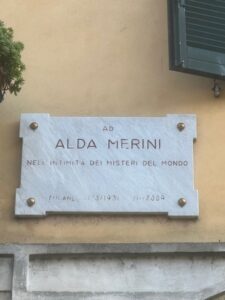 AD
ALDA MERINI
NELL'INTIMITÀ DEI MISTERI DEL MONDO
MILANO